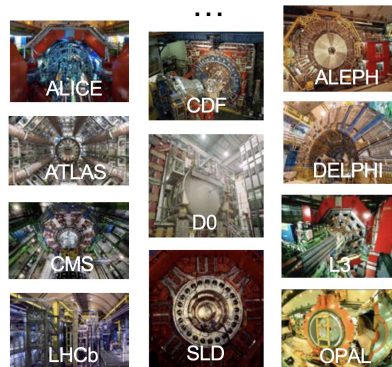 ...
ALICE
ATLAS
CMS
LHCb
CDF
D0
SLD
ALEPH
DELPHI
L3
OPAL